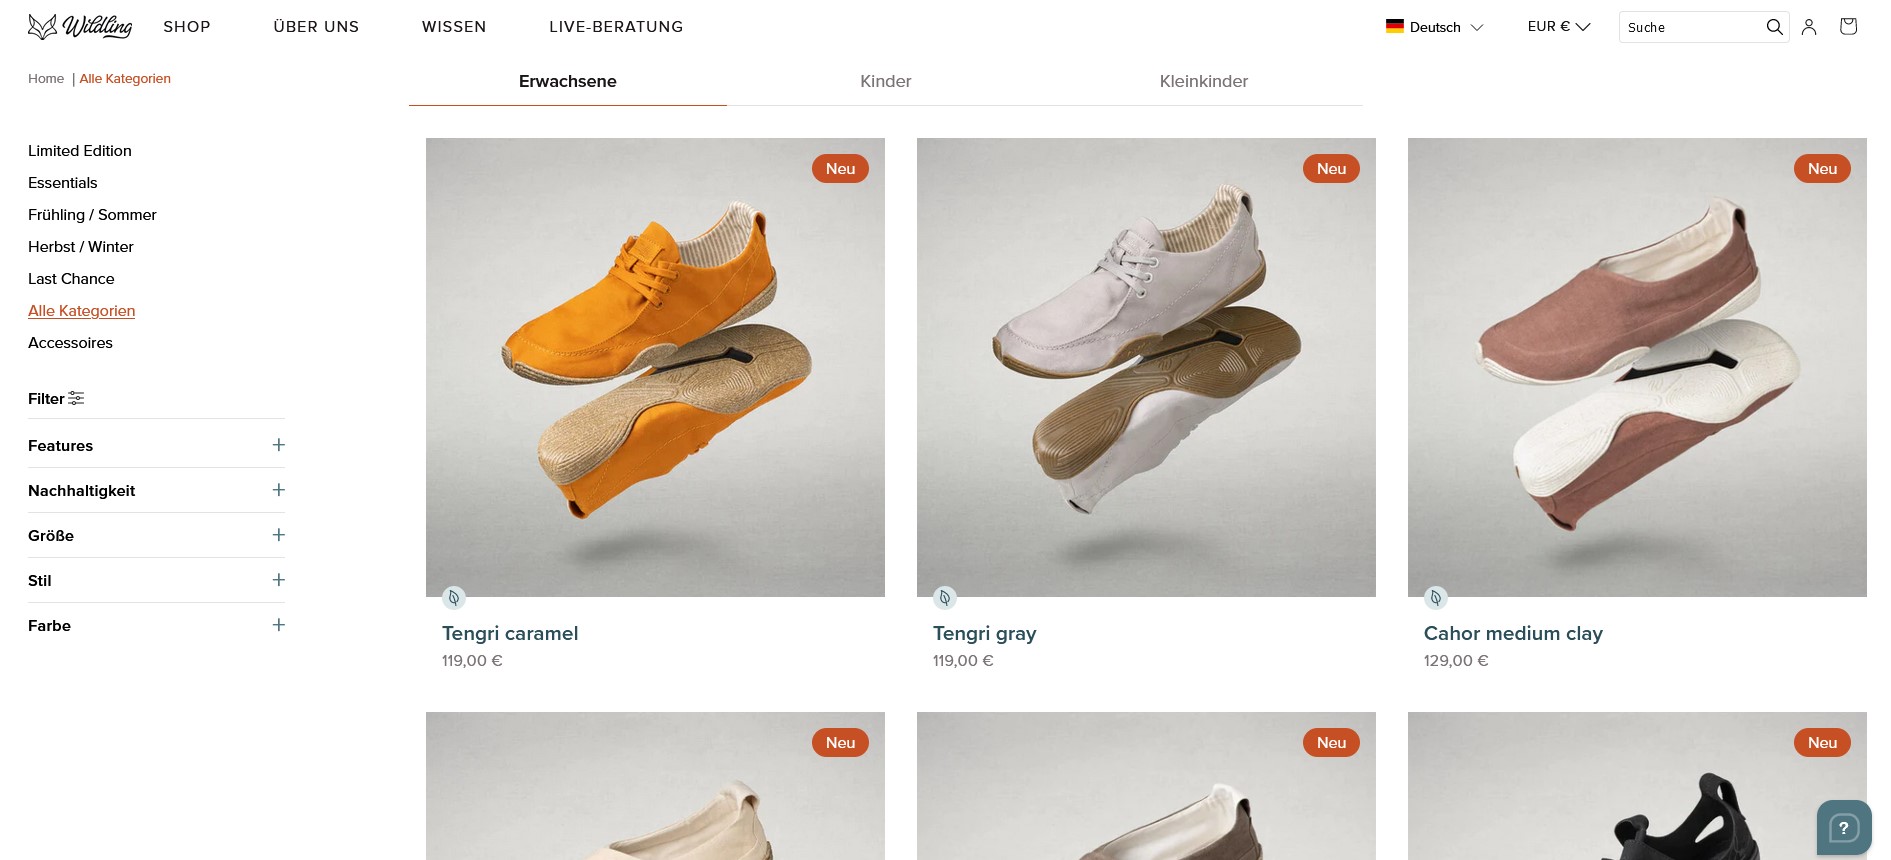 Wildling
SHOP
ÜBER UNS
WISSEN
LIVE-BERATUNG
Deutsch
EUR €
Suche
Home | Alle Kategorien
Erwachsene
Kinder
Kleinkinder
Limited Edition
Essentials
Frühling / Sommer
Herbst / Winter
Last Chance
Alle Kategorien
Accessoires
Filter
Features
Nachhaltigkeit
Größe
Stil
Farbe
Neu
Neu
Neu
Tengri caramel
119,00 €
Tengri gray
119,00 €
Cahor medium clay
129,00 €
Neu
Neu
Neu
?